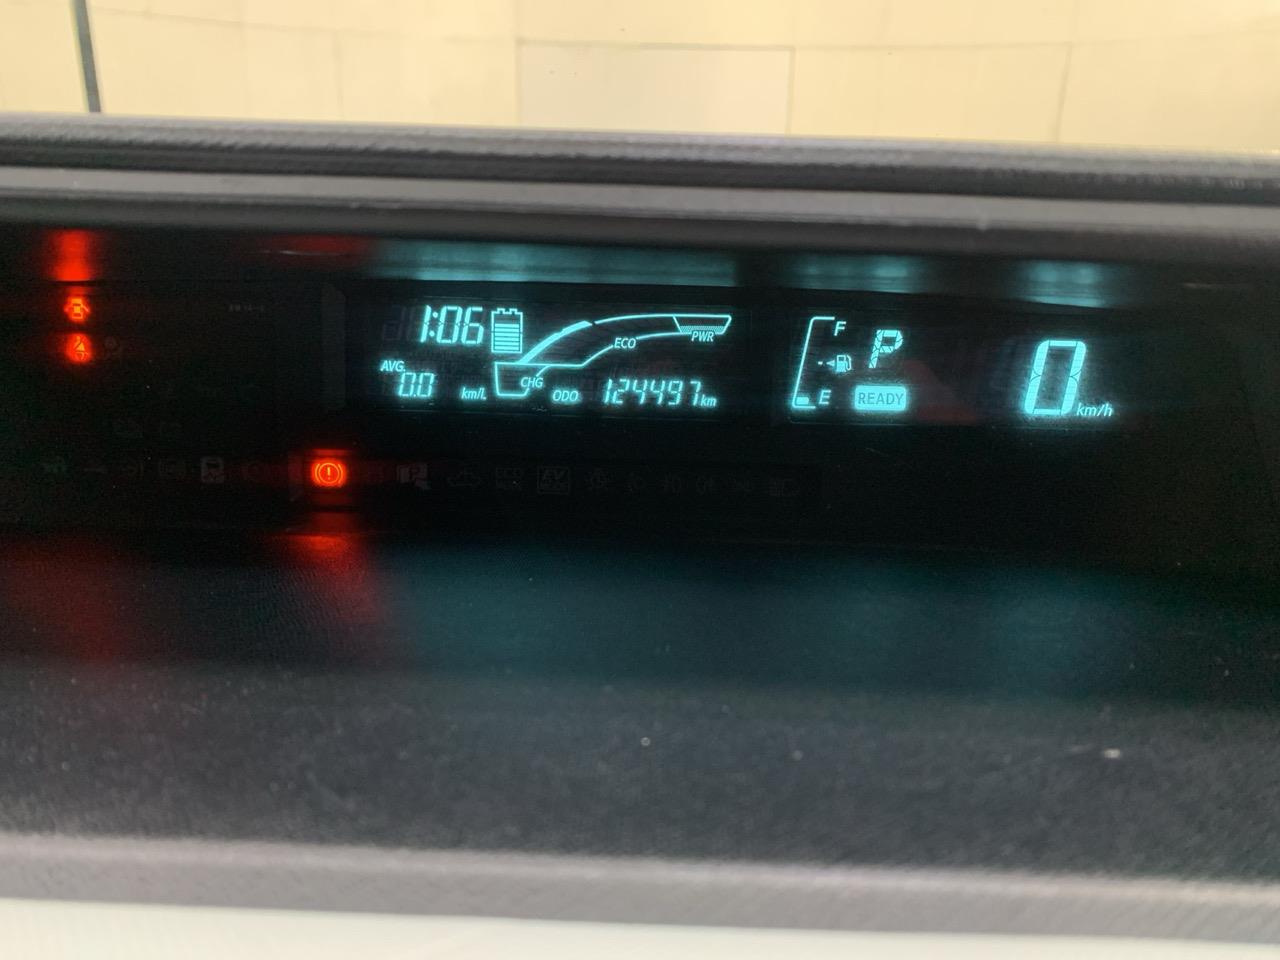 1:06
ECO
PWR
AVG.
0.0 km/L
CHG
ODO 124497 km
F
E
P
READY
0 km/h